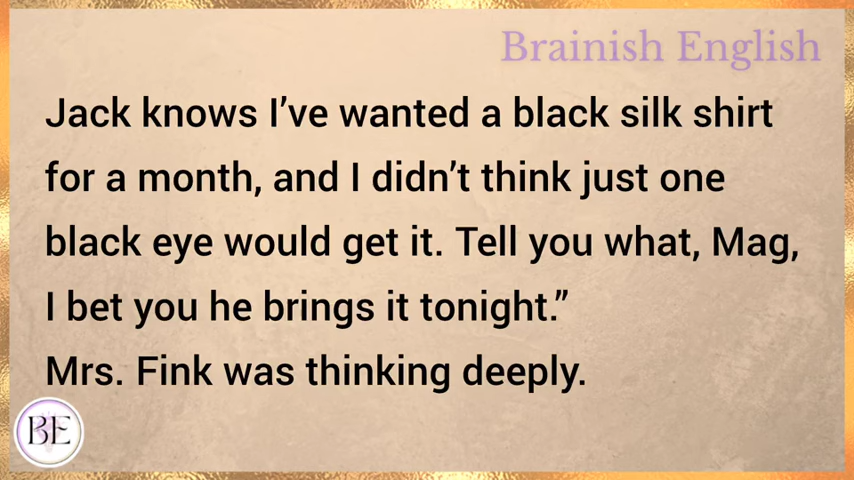 Brainish English
Jack knows I’ve wanted a black silk shirt
for a month, and I didn’t think just one
black eye would get it. Tell you what, Mag,
I bet you he brings it tonight.”
Mrs. Fink was thinking deeply.
BE